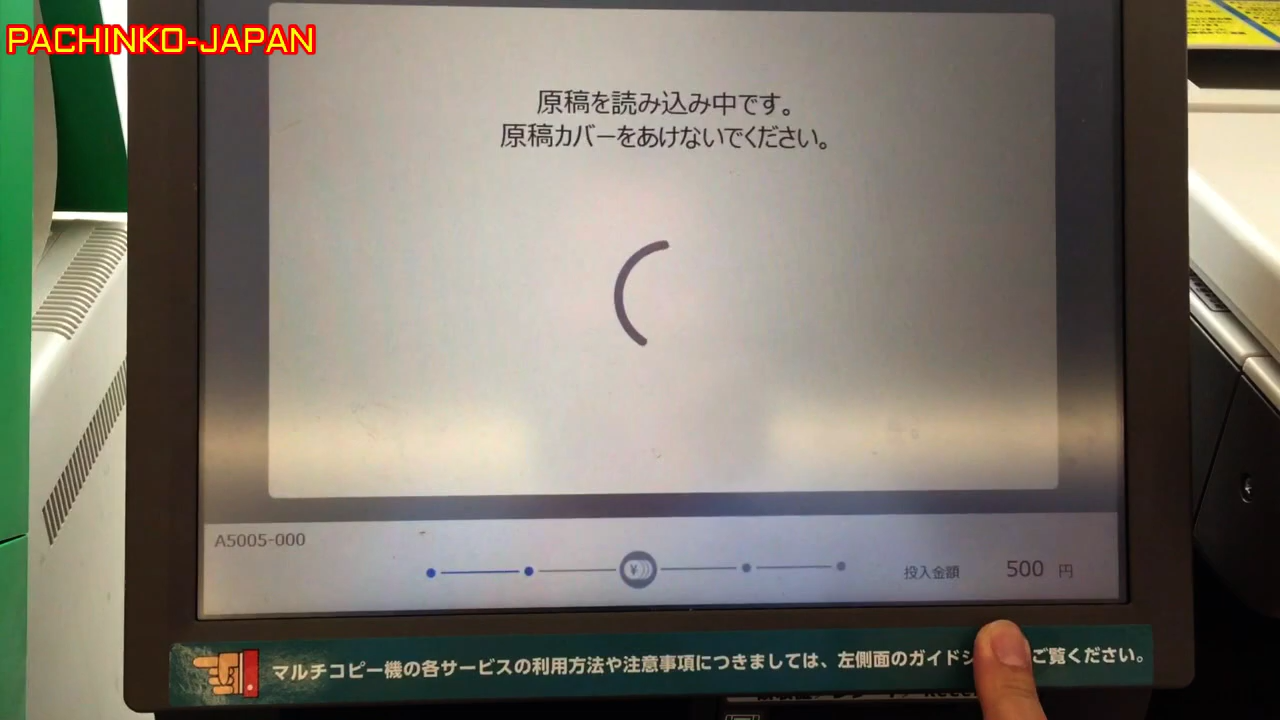 PACHINKO-JAPAN
原稿を読み込み中です。
原稿カバーをあけないでください。
A5005-000
¥
投入金額 500 円
マルチコピー機の各サービスの利用方法や注意事項につきましては、左側面のガイド ご覧ください。